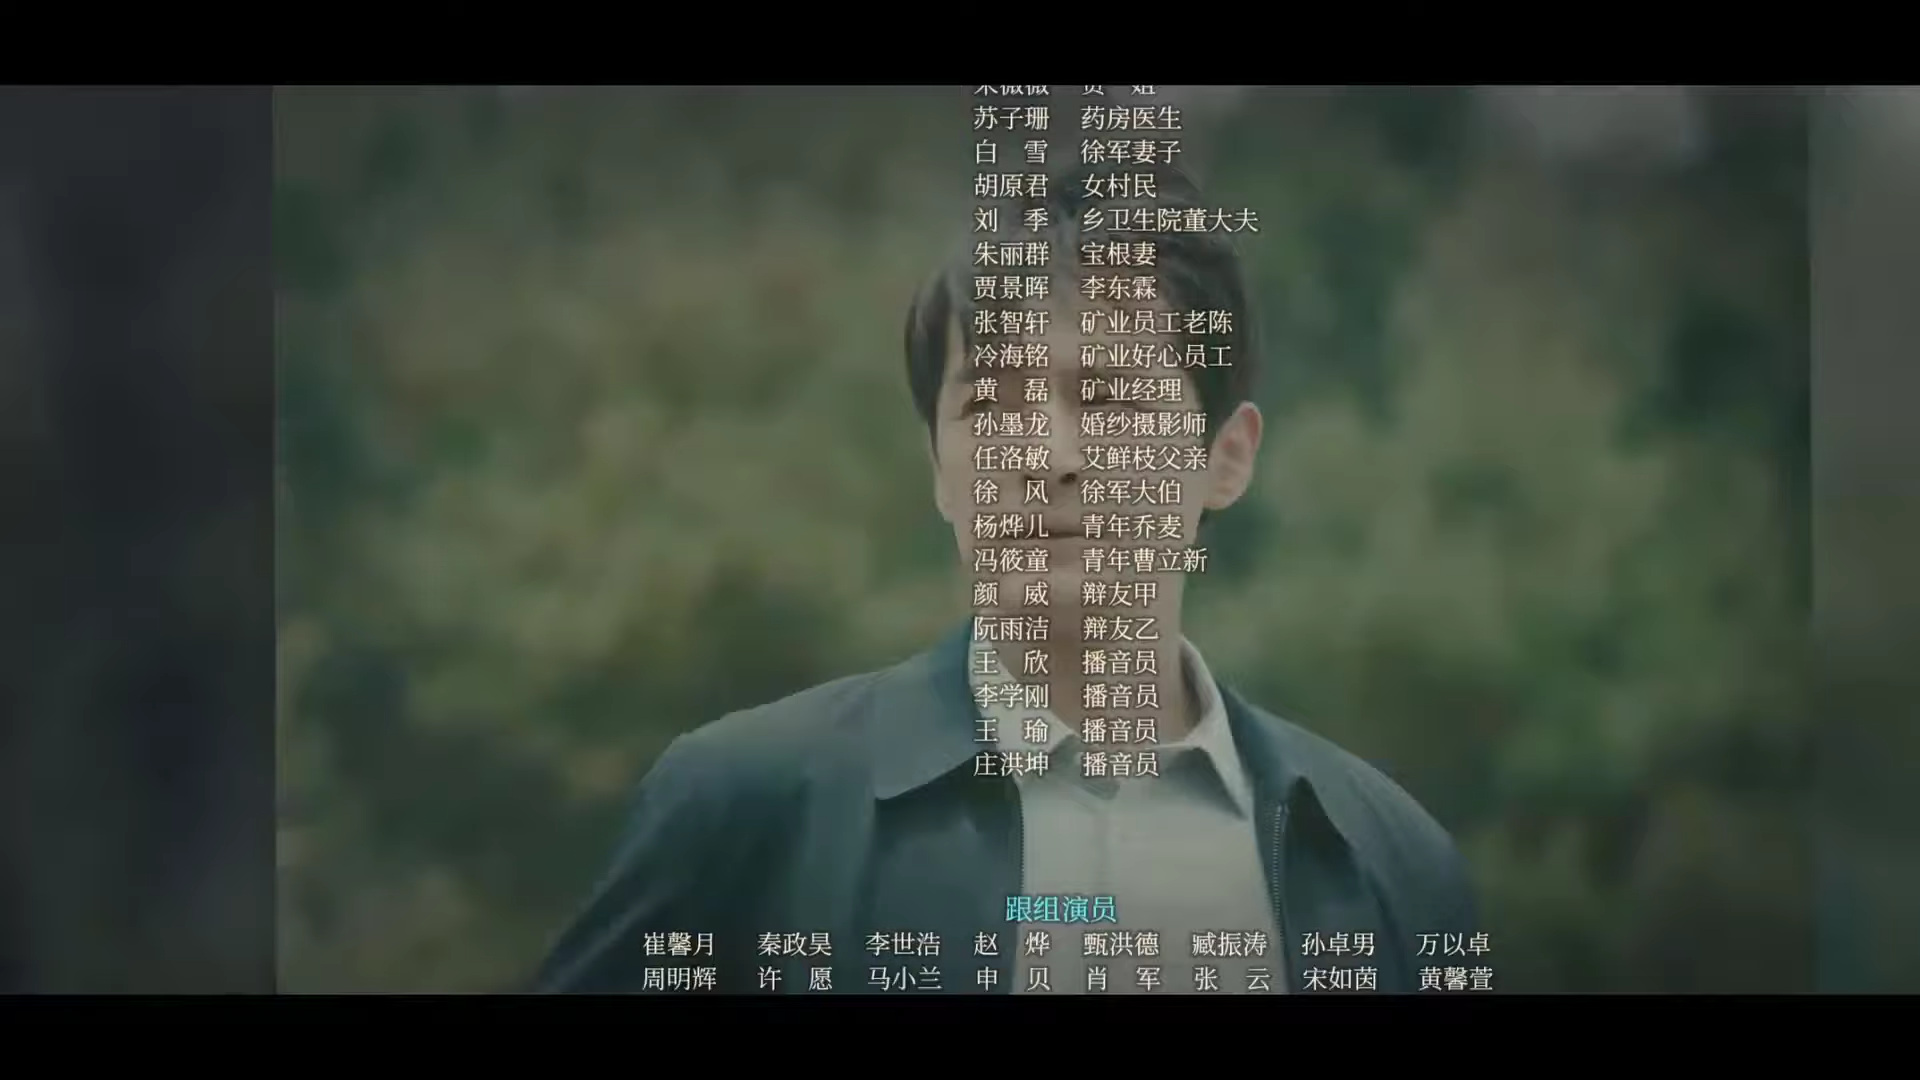 苏子珊 药房医生
白 雪 徐军妻子
胡原君 女村民
刘 季 乡卫生院董大夫
朱丽群 宝根妻
贾景晖 李东霖
张智轩 矿业员工老陈
冷海铭 矿业好心员工
黄 磊 矿业经理
孙墨龙 婚纱摄影师
任洛敏 艾鲜枝父亲
徐 风 徐军大伯
杨烨儿 青年乔麦
冯筱童 青年曹立新
颜 威 辩友甲
阮雨洁 辩友乙
王 欣 播音员
李学刚 播音员
王 瑜 播音员
庄洪坤 播音员
跟组演员
崔馨月 秦政昊 李世浩 赵 烨 甄洪德 臧振涛 孙卓男 万以卓
周明辉 许 愿 马小兰 申 贝 肖 军 张 云 宋如茵 黄馨萱